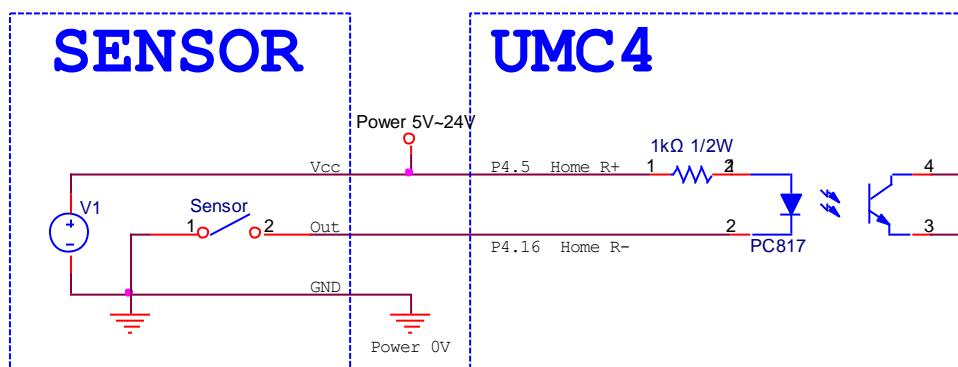 SENSOR
UMC4
Power 5V~24V
1kΩ 1/2W
Vcc
P4.5 Home R+
1
2
4
V1
+
-
Sensor
1
2
Out
P4.16 Home R-
2
PC817
3
GND
Power 0V